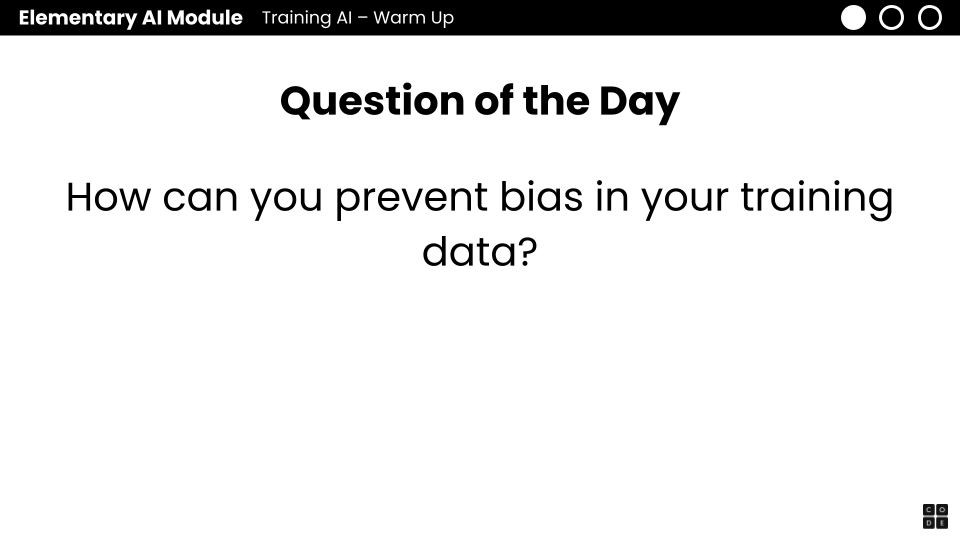 Elementary AI Module Training AI – Warm Up
Question of the Day
How can you prevent bias in your training
data?
C O
D E